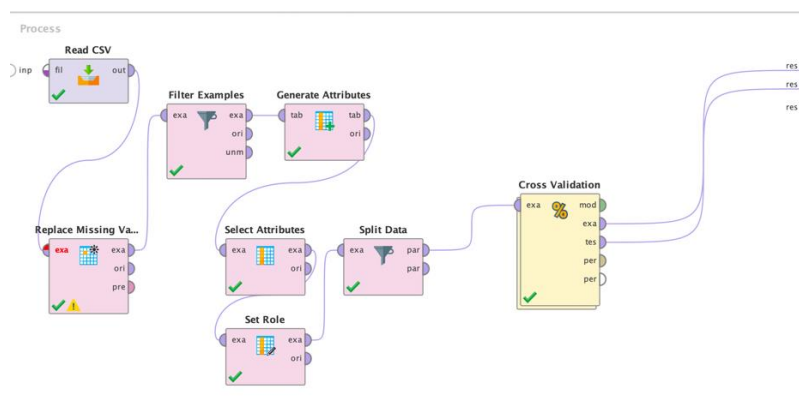 Process
Read CSV
inp
fil out
res
res
res
Filter Examples
exa exa
ori
unm
Generate Attributes
tab tab
ori
Replace Missing Va...
exa exa
ori
pre
Select Attributes
exa exa
ori
Split Data
exa par
par
Set Role
exa exa
ori
Cross Validation
exa % mod
exa
tes
per
per